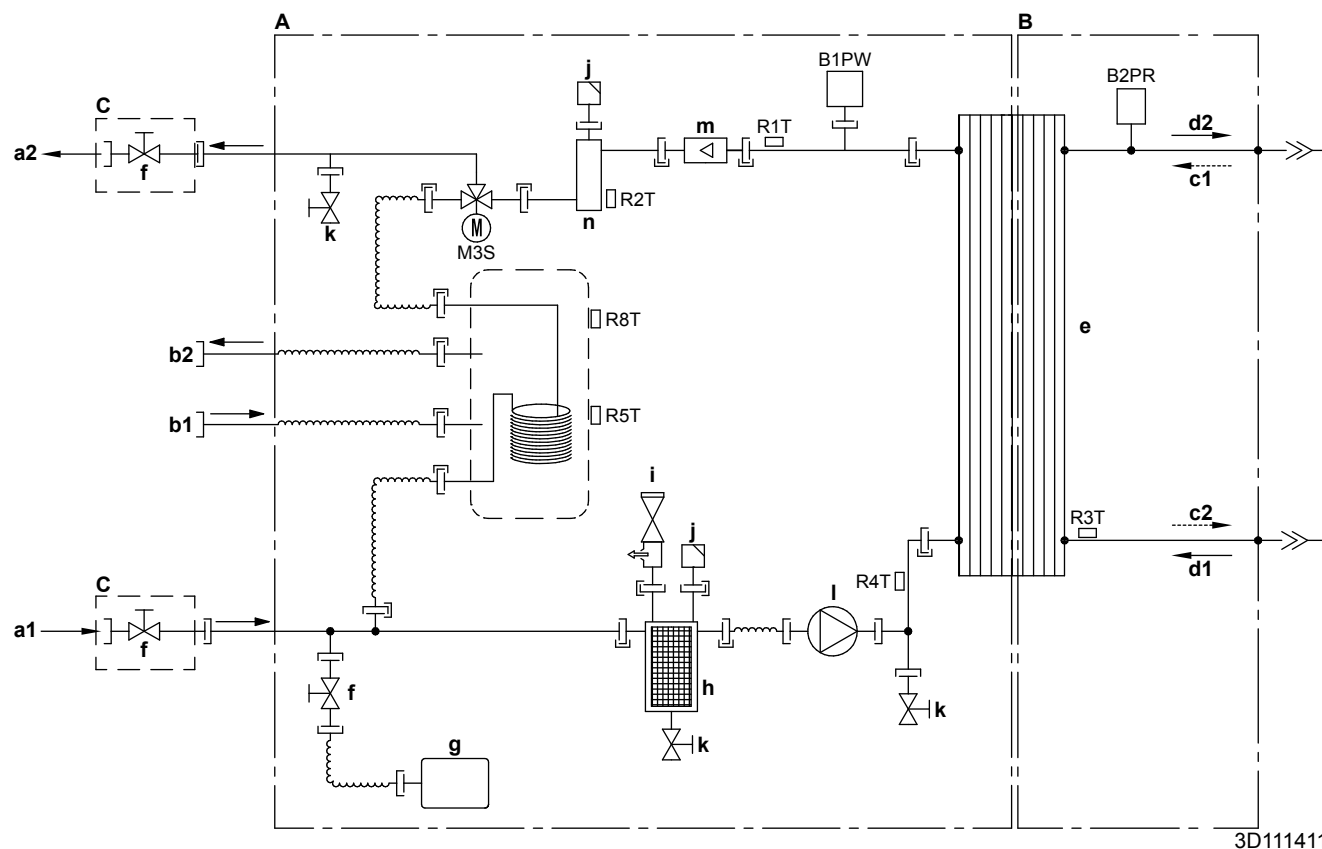 A
B
j
B1PW
B2PR
C
m
R1T
d2
a2
f
c1
R2T
k
n
M
M3S
R8T
e
b2
R5T
b1
i
j
R3T
c2
C
R4T
l
d1
a1
f
f
h
k
k
g
3D111411